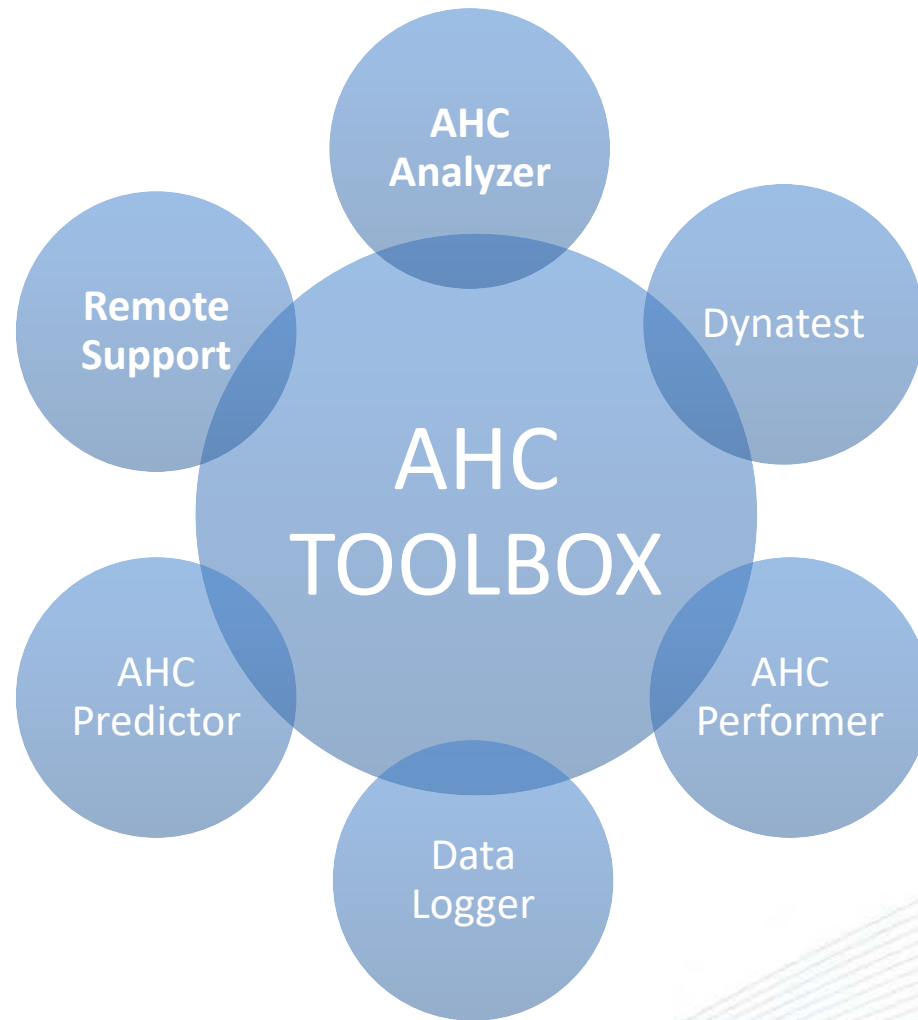 AHC
Analyzer
Remote
Support
Dynatest
AHC
TOOLBOX
AHC
Predictor
AHC
Performer
Data
Logger